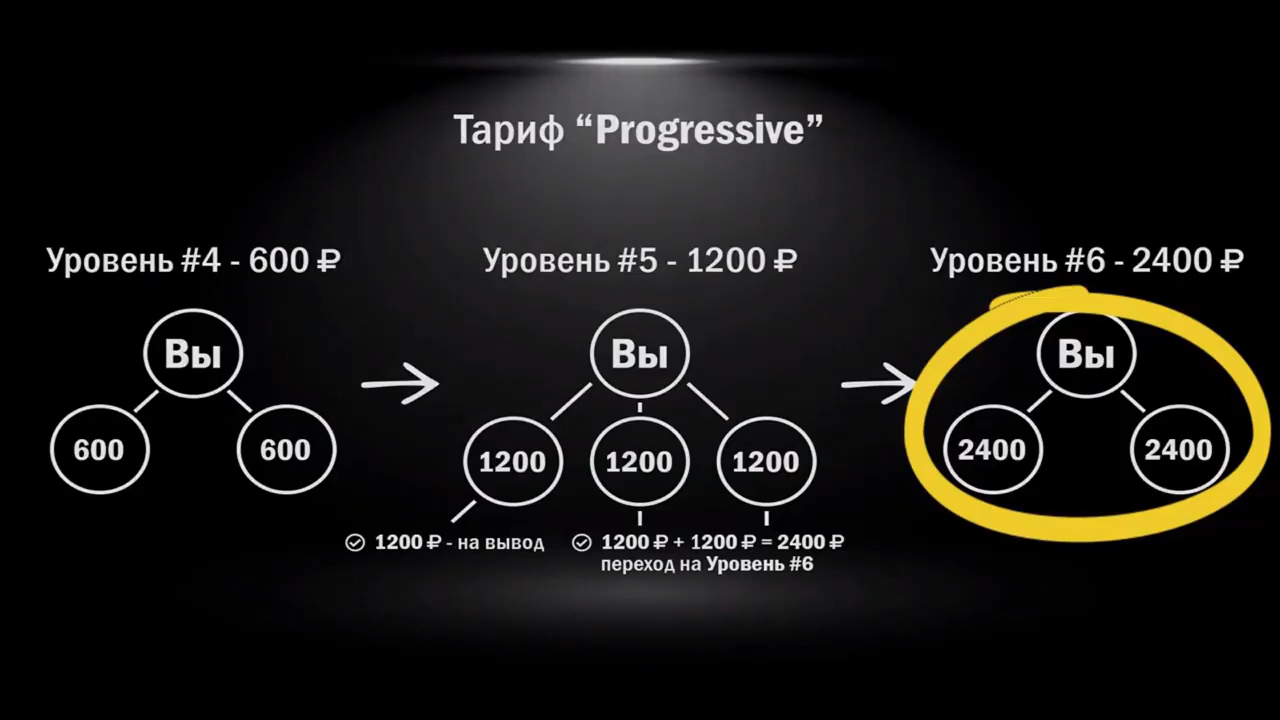 Тариф “Progressive”
Уровень #4 - 600 ₽
Вы
600
600
Уровень #5 - 1200 ₽
Вы
1200
1200
1200
1200 ₽ - на вывод
1200 ₽ + 1200 ₽ = 2400 ₽
переход на Уровень #6
Уровень #6 - 2400 ₽
Вы
2400
2400